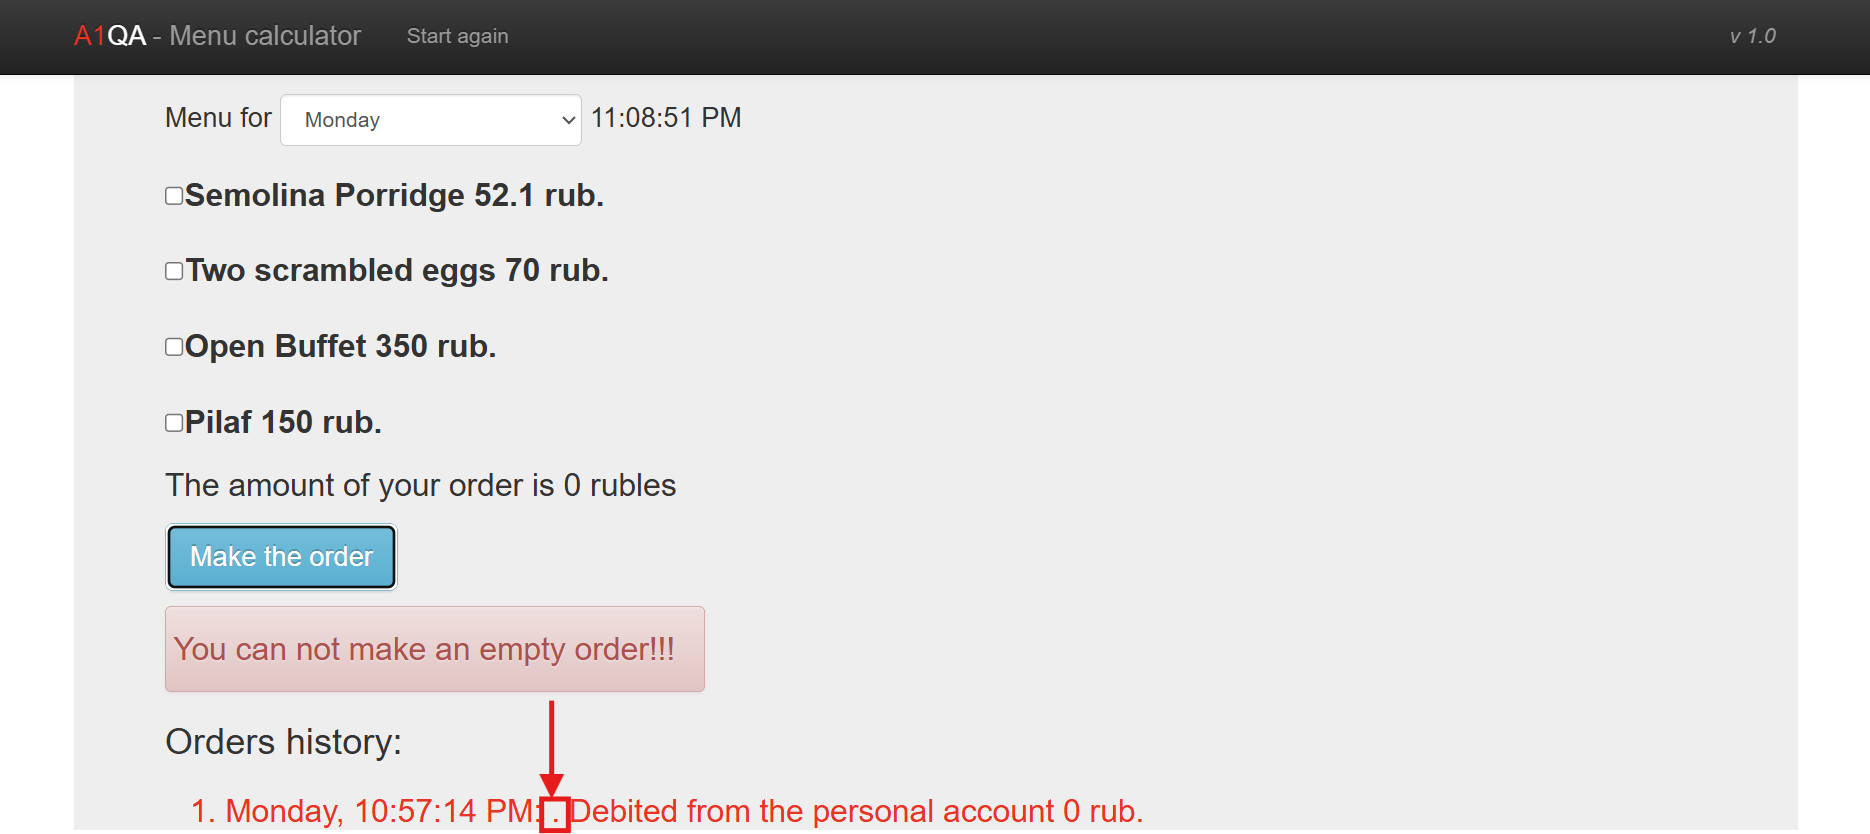 A1QA - Menu calculator Start again v 1.0
Menu for Monday 11:08:51 PM
Semolina Porridge 52.1 rub.
Two scrambled eggs 70 rub.
Open Buffet 350 rub.
Pilaf 150 rub.
The amount of your order is 0 rubles
Make the order
You can not make an empty order!!!
Orders history:
1. Monday, 10:57:14 PM: . Debited from the personal account 0 rub.